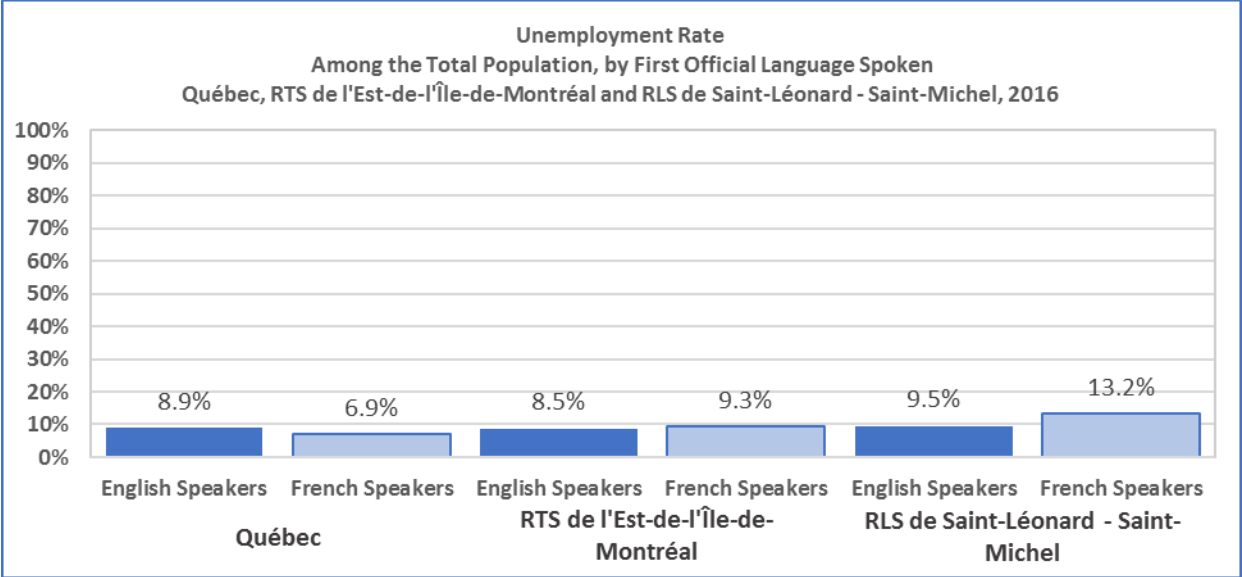 Unemployment Rate
Among the Total Population, by First Official Language Spoken
Québec, RTS de l'Est-de-l'Île-de-Montréal and RLS de Saint-Léonard - Saint-Michel, 2016
100%
90%
80%
70%
60%
50%
40%
30%
20%
10%
0%
8.9%
6.9%
8.5%
9.3%
9.5%
13.2%
English Speakers French Speakers English Speakers French Speakers English Speakers French Speakers
Québec
RTS de l'Est-de-l'Île-de-
Montréal
RLS de Saint-Léonard - Saint-
Michel